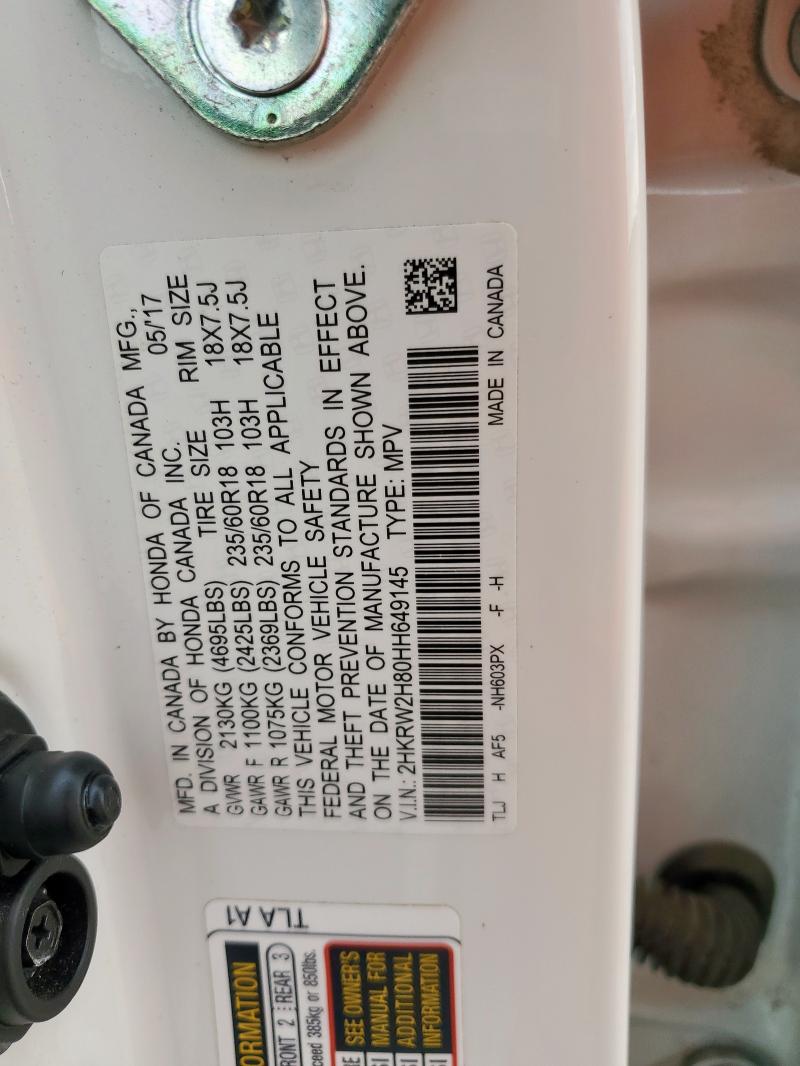 MFD. IN CANADA BY HONDA OF CANADA MFG.,
A DIVISION OF HONDA CANADA INC. 05/'17
GVWR 2130KG (4695LBS) TIRE SIZE RIM SIZE
GAWR F 1100KG (2425LBS) 235/60R18 103H 18X7.5J
GAWR R 1075KG (2369LBS) 235/60R18 103H 18X7.5J
THIS VEHICLE CONFORMS TO ALL APPLICABLE
FEDERAL MOTOR VEHICLE SAFETY
AND THEFT PREVENTION STANDARDS IN EFFECT
ON THE DATE OF MANUFACTURE SHOWN ABOVE.
V.I.N.: 2HKRW2H80HH649145 TYPE: MPV
TLJ H AF5 -NH603PX -F -H MADE IN CANADA
TLA A1
FRONT 2 REAR 3
385kg or 850lbs.
SEE OWNER'S
MANUAL FOR
ADDITIONAL
INFORMATION